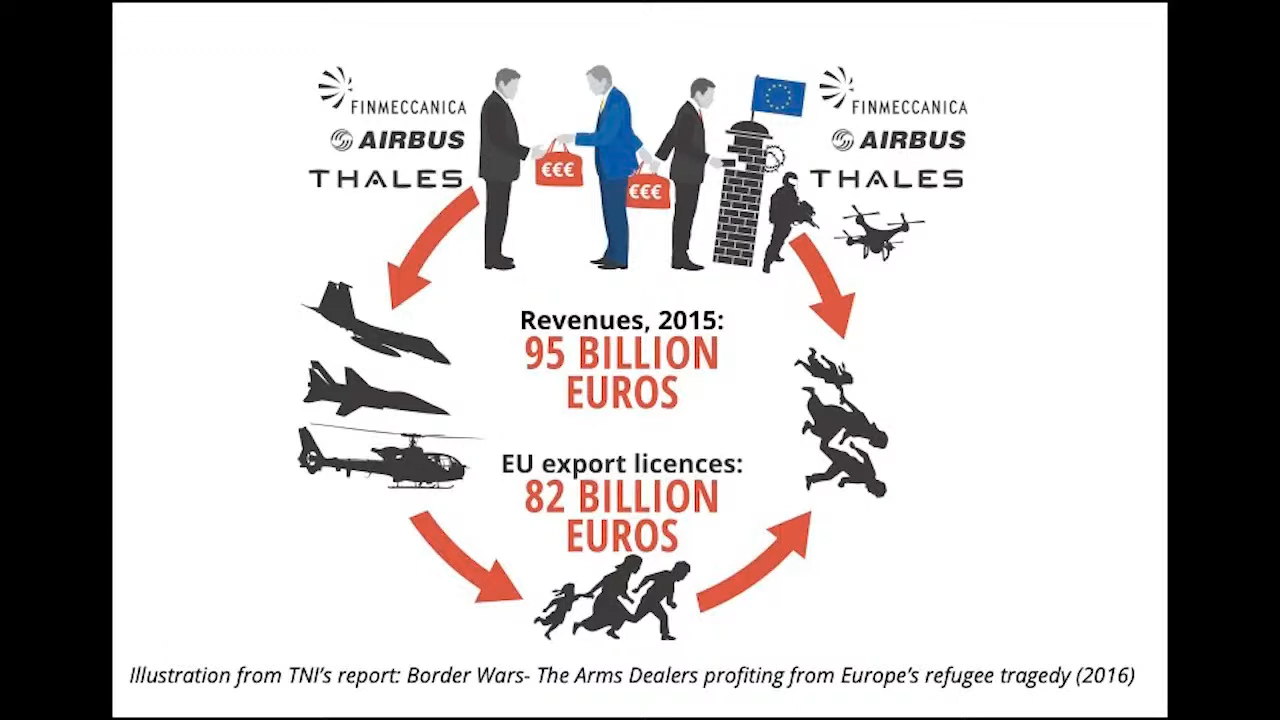 FINMECCANICA
AIRBUS
THALES
€€€
€€€
FINMECCANICA
AIRBUS
THALES
Revenues, 2015:
95 BILLION
EUROS
EU export licences:
82 BILLION
EUROS
Illustration from TNI's report: Border Wars- The Arms Dealers profiting from Europe's refugee tragedy (2016)